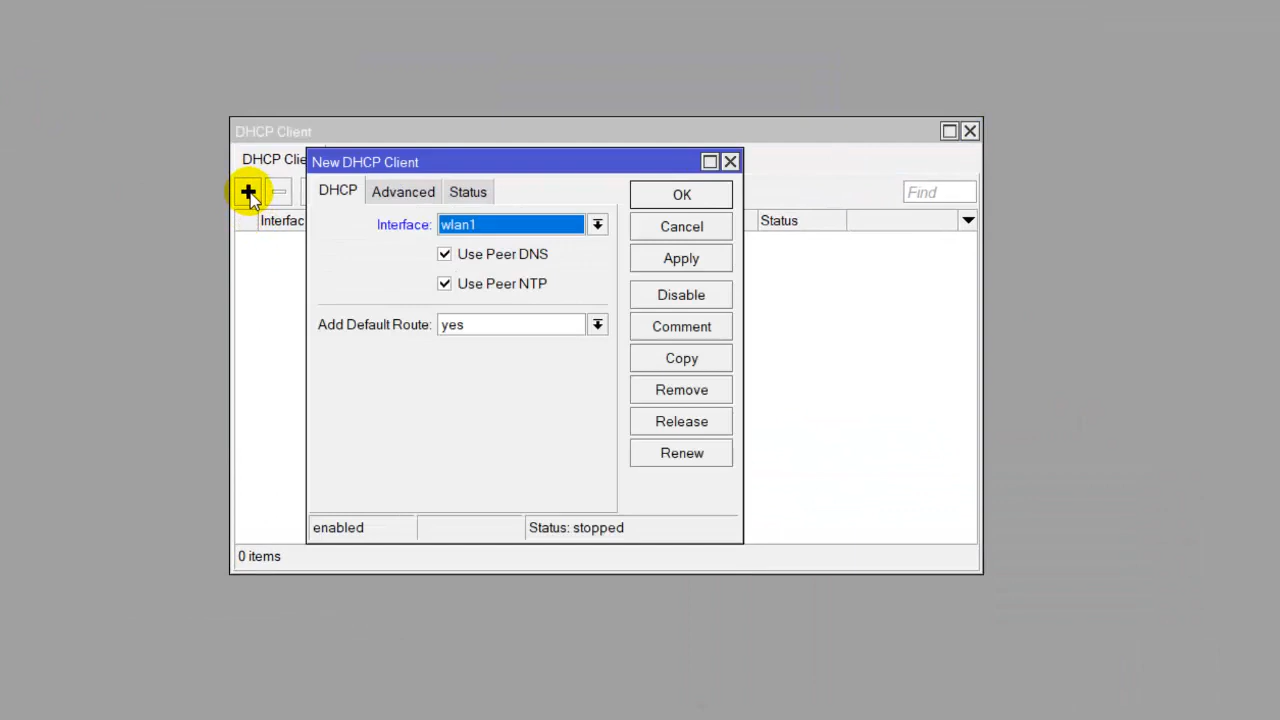 DHCP Client
DHCP Clie
New DHCP Client
DHCP Advanced Status
Find
Interfac
Status
Interface: wlan1
Use Peer DNS
Use Peer NTP
Add Default Route: yes
OK
Cancel
Apply
Disable
Comment
Copy
Remove
Release
Renew
enabled
Status: stopped
0 items